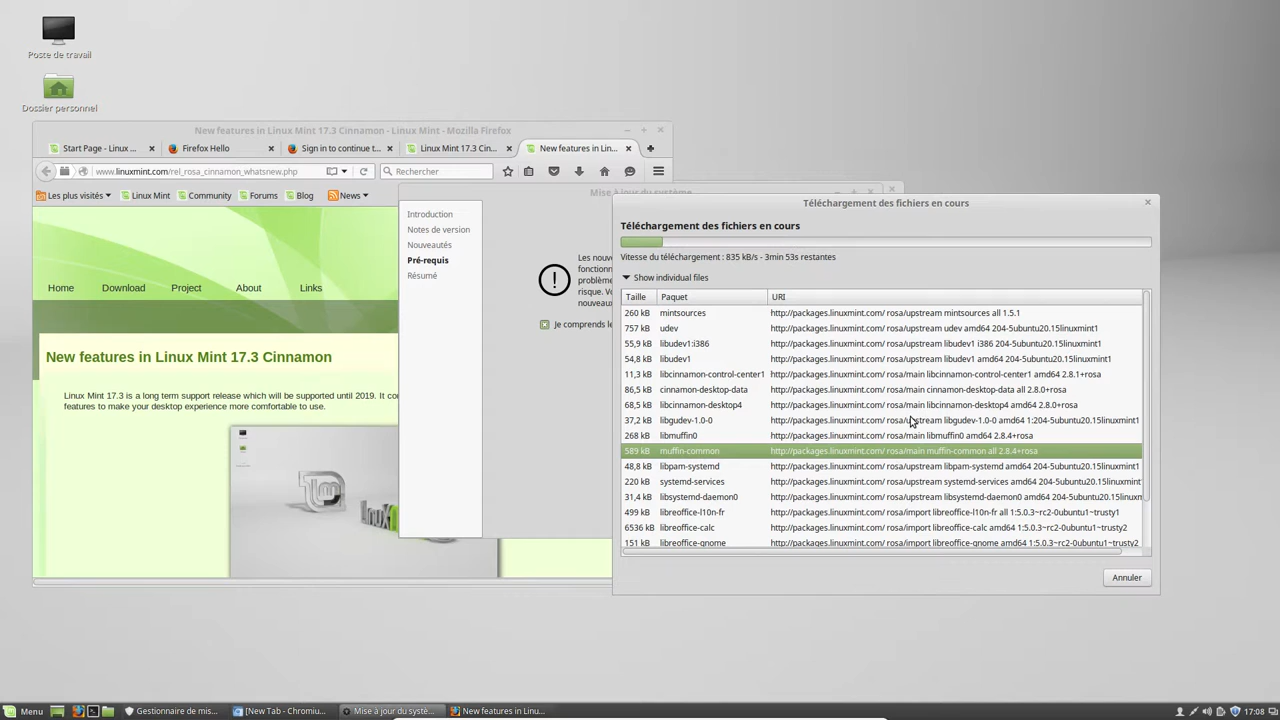 Poste de travail
Dossier personnel
New features in Linux Mint 17.3 Cinnamon - Linux Mint - Mozilla Firefox
Start Page - Linux ...
Firefox Hello
Sign in to continue t...
Linux Mint 17.3 Cin...
New features in Lin...
www.linuxmint.com/rel_rosa_cinnamon_whatsnew.php
Rechercher
Les plus visités
Linux Mint
Community
Forums
Blog
News
Home
Download
Project
About
Links
New features in Linux Mint 17.3 Cinnamon
Linux Mint 17.3 is a long term support release which will be supported until 2019. It co
features to make your desktop experience more comfortable to use.
Mise à jour du système
Introduction
Notes de version
Nouveautés
Pré-requis
Résumé
Les nouve
fonctionn
problème
risque. Vo
nouveaux
Je comprends le
Téléchargement des fichiers en cours
Téléchargement des fichiers en cours
Vitesse du téléchargement : 835 kB/s - 3min 53s restantes
Show individual files
Taille Paquet URI
260 kB mintsources http://packages.linuxmint.com/ rosa/upstream mintsources all 1.5.1
757 kB udev http://packages.linuxmint.com/ rosa/upstream udev amd64 204-5ubuntu20.15linuxmint1
55,9 kB libudev1:i386 http://packages.linuxmint.com/ rosa/upstream libudev1 i386 204-5ubuntu20.15linuxmint1
54,8 kB libudev1 http://packages.linuxmint.com/ rosa/upstream libudev1 amd64 204-5ubuntu20.15linuxmint1
11,3 kB libcinnamon-control-center1 http://packages.linuxmint.com/ rosa/main libcinnamon-control-center1 amd64 2.8.1+rosa
86,5 kB cinnamon-desktop-data http://packages.linuxmint.com/ rosa/main cinnamon-desktop-data all 2.8.0+rosa
68,5 kB libcinnamon-desktop4 http://packages.linuxmint.com/ rosa/main libcinnamon-desktop4 amd64 2.8.0+rosa
37,2 kB libgudev-1.0-0 http://packages.linuxmint.com/ rosa/upstream libgudev-1.0-0 amd64 1:204-5ubuntu20.15linuxmint1
268 kB libmuffin0 http://packages.linuxmint.com/ rosa/main libmuffin0 amd64 2.8.4+rosa
589 kB muffin-common http://packages.linuxmint.com/ rosa/main muffin-common all 2.8.4+rosa
48,8 kB libpam-systemd http://packages.linuxmint.com/ rosa/upstream libpam-systemd amd64 204-5ubuntu20.15linuxmint1
220 kB systemd-services http://packages.linuxmint.com/ rosa/upstream systemd-services amd64 204-5ubuntu20.15linuxmint1
31,4 kB libsystemd-daemon0 http://packages.linuxmint.com/ rosa/upstream libsystemd-daemon0 amd64 204-5ubuntu20.15linuxm
499 kB libreoffice-l10n-fr http://packages.linuxmint.com/ rosa/import libreoffice-l10n-fr all 1:5.0.3~rc2-0ubuntu1~trusty1
6536 kB libreoffice-calc http://packages.linuxmint.com/ rosa/import libreoffice-calc amd64 1:5.0.3~rc2-0ubuntu1~trusty2
151 kB libreoffice-gnome http://packages.linuxmint.com/ rosa/import libreoffice-gnome amd64 1:5.0.3~rc2-0ubuntu1~trusty2
Annuler
Menu
Gestionnaire de mis...
[New Tab - Chromiu...
Mise à jour du systè...
New features in Linu...
17:08